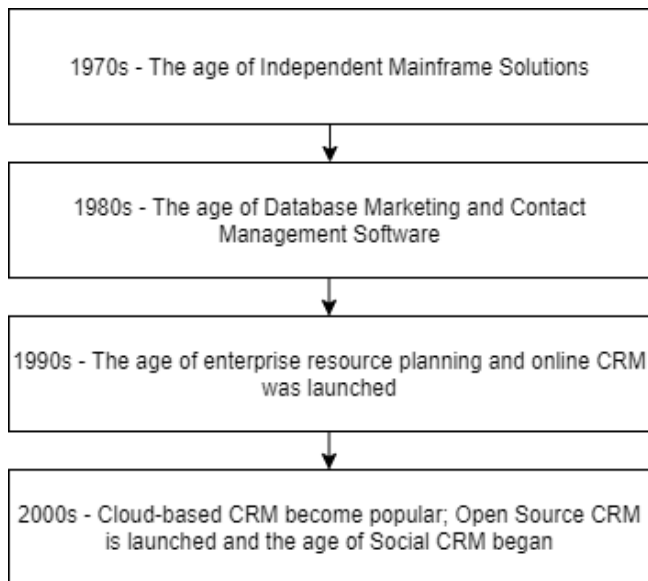 1970s - The age of Independent Mainframe Solutions
1980s - The age of Database Marketing and Contact
Management Software
1990s - The age of enterprise resource planning and online CRM
was launched
2000s - Cloud-based CRM become popular; Open Source CRM
is launched and the age of Social CRM began